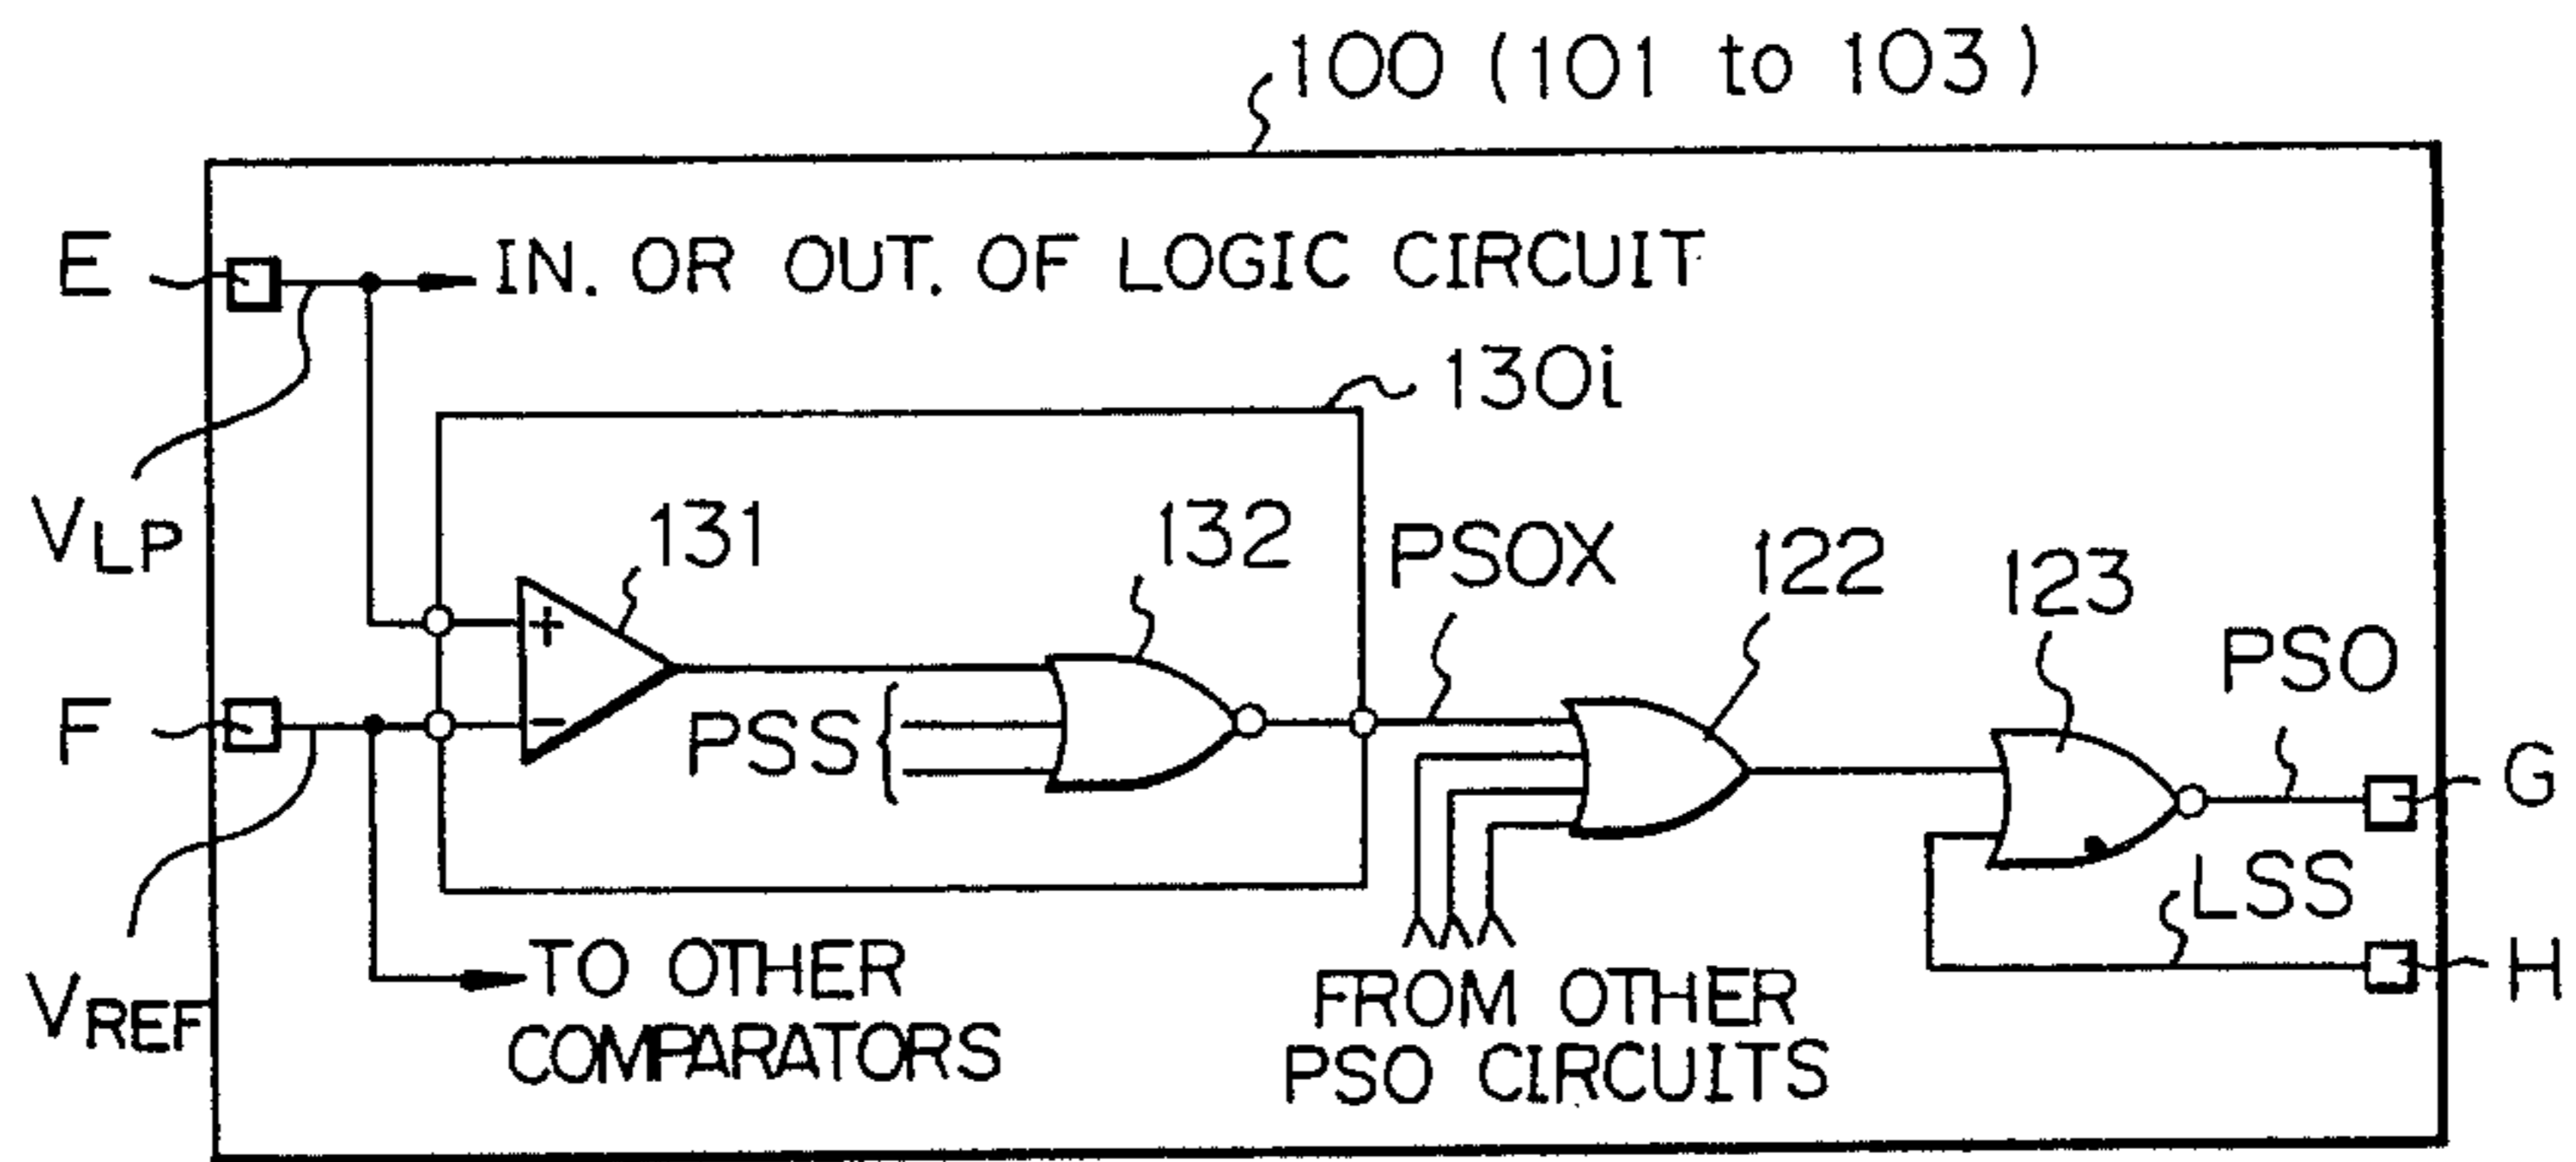 100 (101 to 103)
E
IN. OR OUT. OF LOGIC CIRCUIT
130i
VLP
131
132
PSOX
122
123
PSO
+
F
−
PSS {
G
LSS
H
VREF
TO OTHER
COMPARATORS
FROM OTHER
PSO CIRCUITS